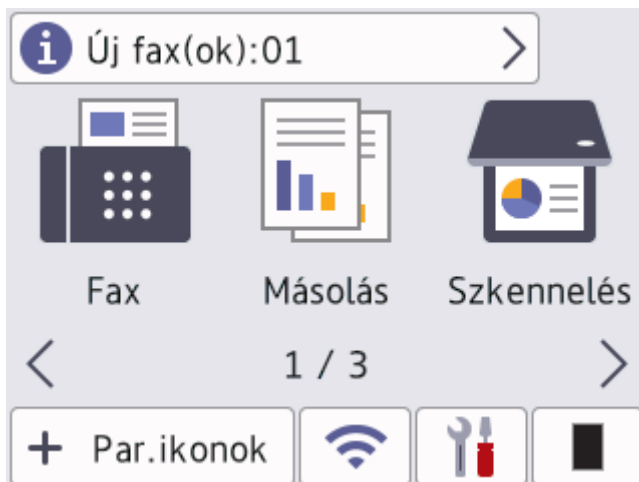 Új fax(ok):01
Fax Másolás Szkennelés
1 / 3
+ Par.ikonok